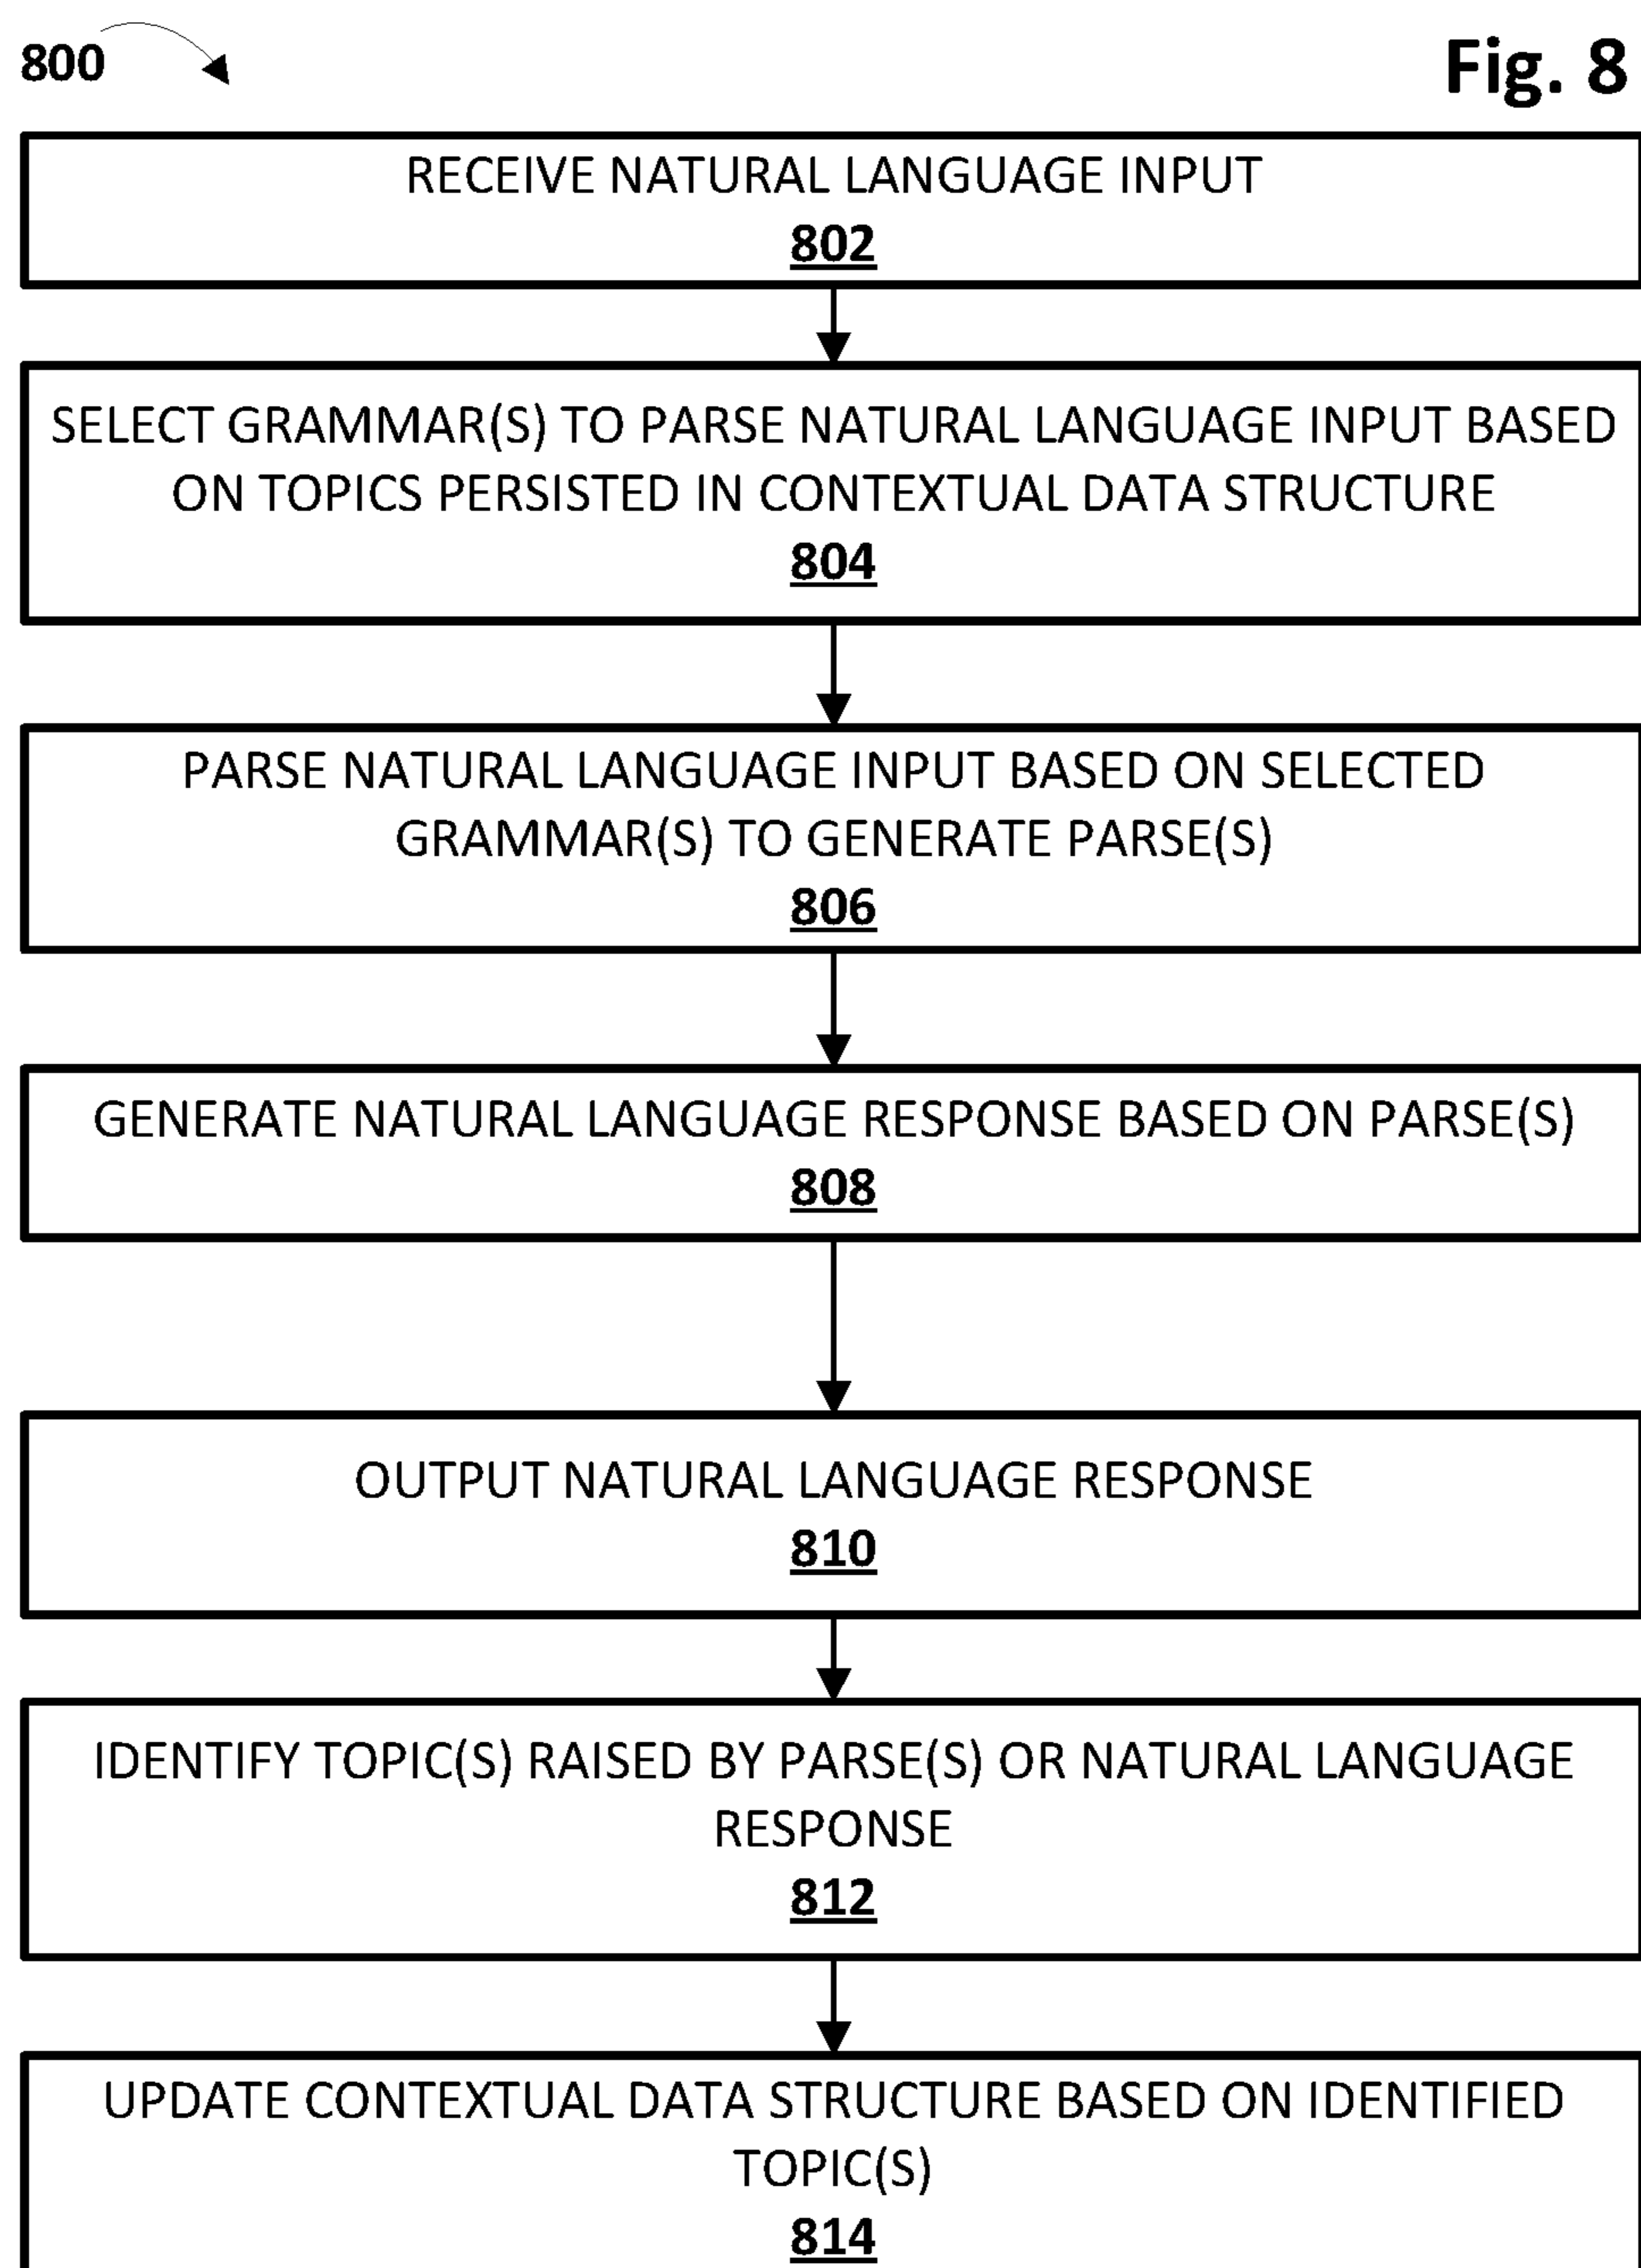 800
Fig. 8
RECEIVE NATURAL LANGUAGE INPUT
802
SELECT GRAMMAR(S) TO PARSE NATURAL LANGUAGE INPUT BASED
ON TOPICS PERSISTED IN CONTEXTUAL DATA STRUCTURE
804
PARSE NATURAL LANGUAGE INPUT BASED ON SELECTED
GRAMMAR(S) TO GENERATE PARSE(S)
806
GENERATE NATURAL LANGUAGE RESPONSE BASED ON PARSE(S)
808
OUTPUT NATURAL LANGUAGE RESPONSE
810
IDENTIFY TOPIC(S) RAISED BY PARSE(S) OR NATURAL LANGUAGE
RESPONSE
812
UPDATE CONTEXTUAL DATA STRUCTURE BASED ON IDENTIFIED
TOPIC(S)
814